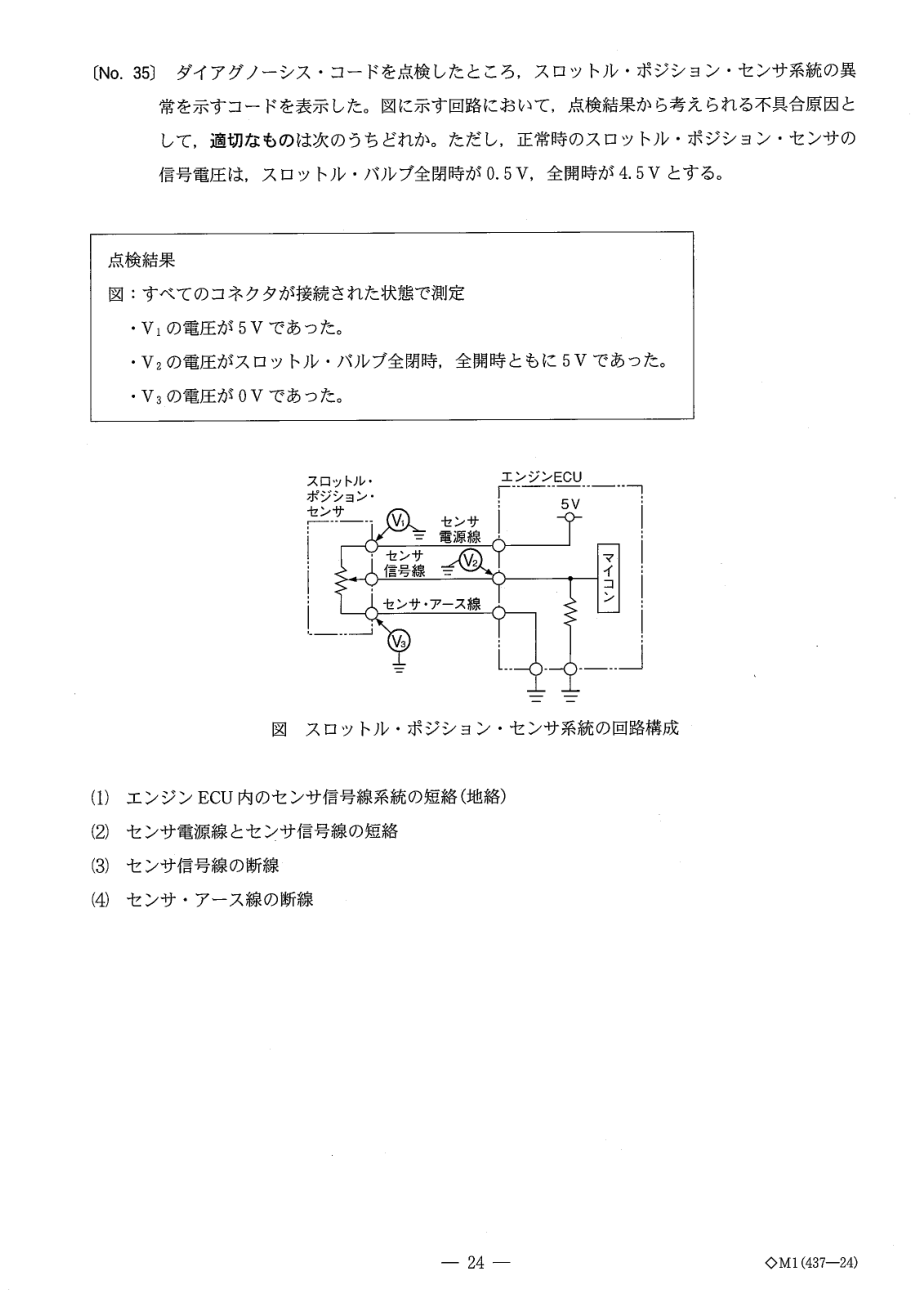 〔No. 35〕 ダイアグノーシス・コードを点検したところ，スロットル・ポジション・センサ系統の異
常を示すコードを表示した。図に示す回路において，点検結果から考えられる不具合原因と
して，適切なものは次のうちどれか。ただし，正常時のスロットル・ポジション・センサの
信号電圧は，スロットル・バルブ全閉時が 0.5 V，全開時が 4.5 V とする。
点検結果
図：すべてのコネクタが接続された状態で測定
・V₁ の電圧が 5 V であった。
・V₂ の電圧がスロットル・バルブ全閉時，全開時ともに 5 V であった。
・V₃ の電圧が 0 V であった。
スロットル・
ポジション・
センサ
エンジンECU
5V
V₁
センサ
電源線
センサ
信号線
V₂
マイコン
センサ・アース線
V₃
図　スロットル・ポジション・センサ系統の回路構成
⑴　エンジン ECU 内のセンサ信号線系統の短絡(地絡)
⑵　センサ電源線とセンサ信号線の短絡
⑶　センサ信号線の断線
⑷　センサ・アース線の断線
— 24 —
◇M1(437—24)